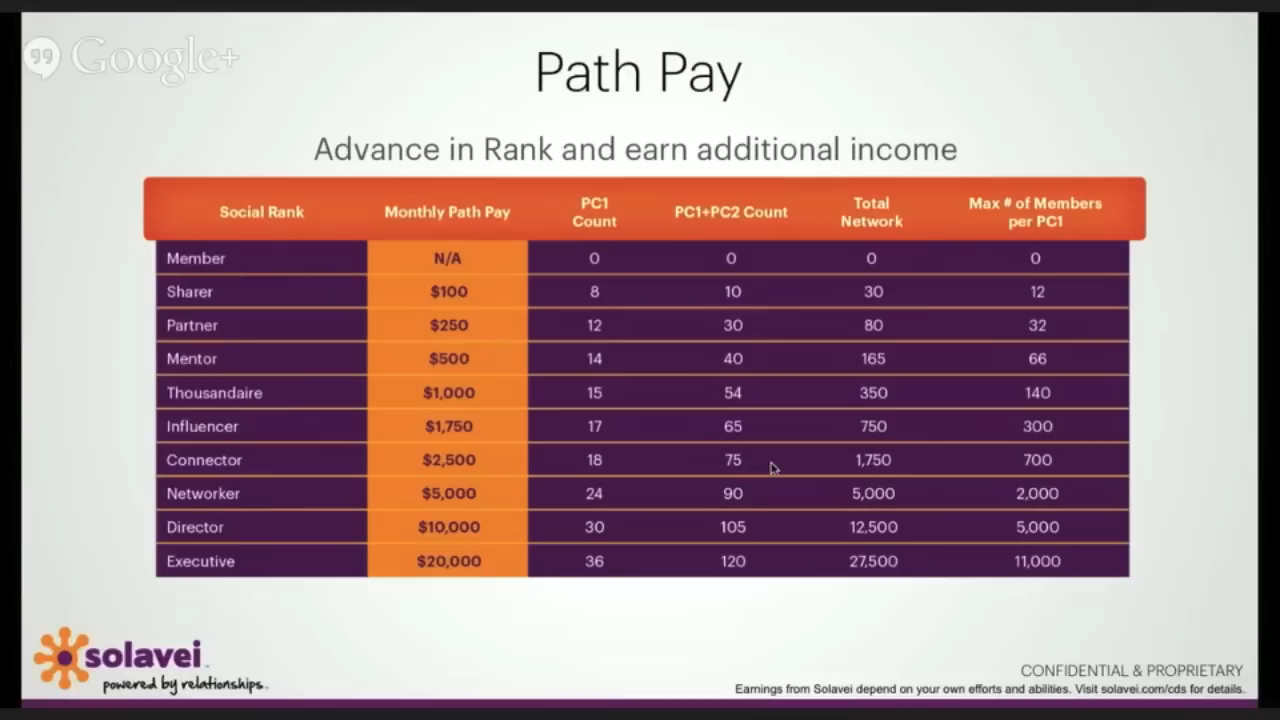 Google+
Path Pay
Advance in Rank and earn additional income
Social Rank Monthly Path Pay PC1 Count PC1+PC2 Count Total Network Max # of Members per PC1
Member N/A 0 0 0 0
Sharer $100 8 10 30 12
Partner $250 12 30 80 32
Mentor $500 14 40 165 66
Thousandaire $1,000 15 54 350 140
Influencer $1,750 17 65 750 300
Connector $2,500 18 75 1,750 700
Networker $5,000 24 90 5,000 2,000
Director $10,000 30 105 12,500 5,000
Executive $20,000 36 120 27,500 11,000
solavei
powered by relationships.
CONFIDENTIAL & PROPRIETARY
Earnings from Solavei depend on your own efforts and abilities. Visit solavei.com/cds for details.